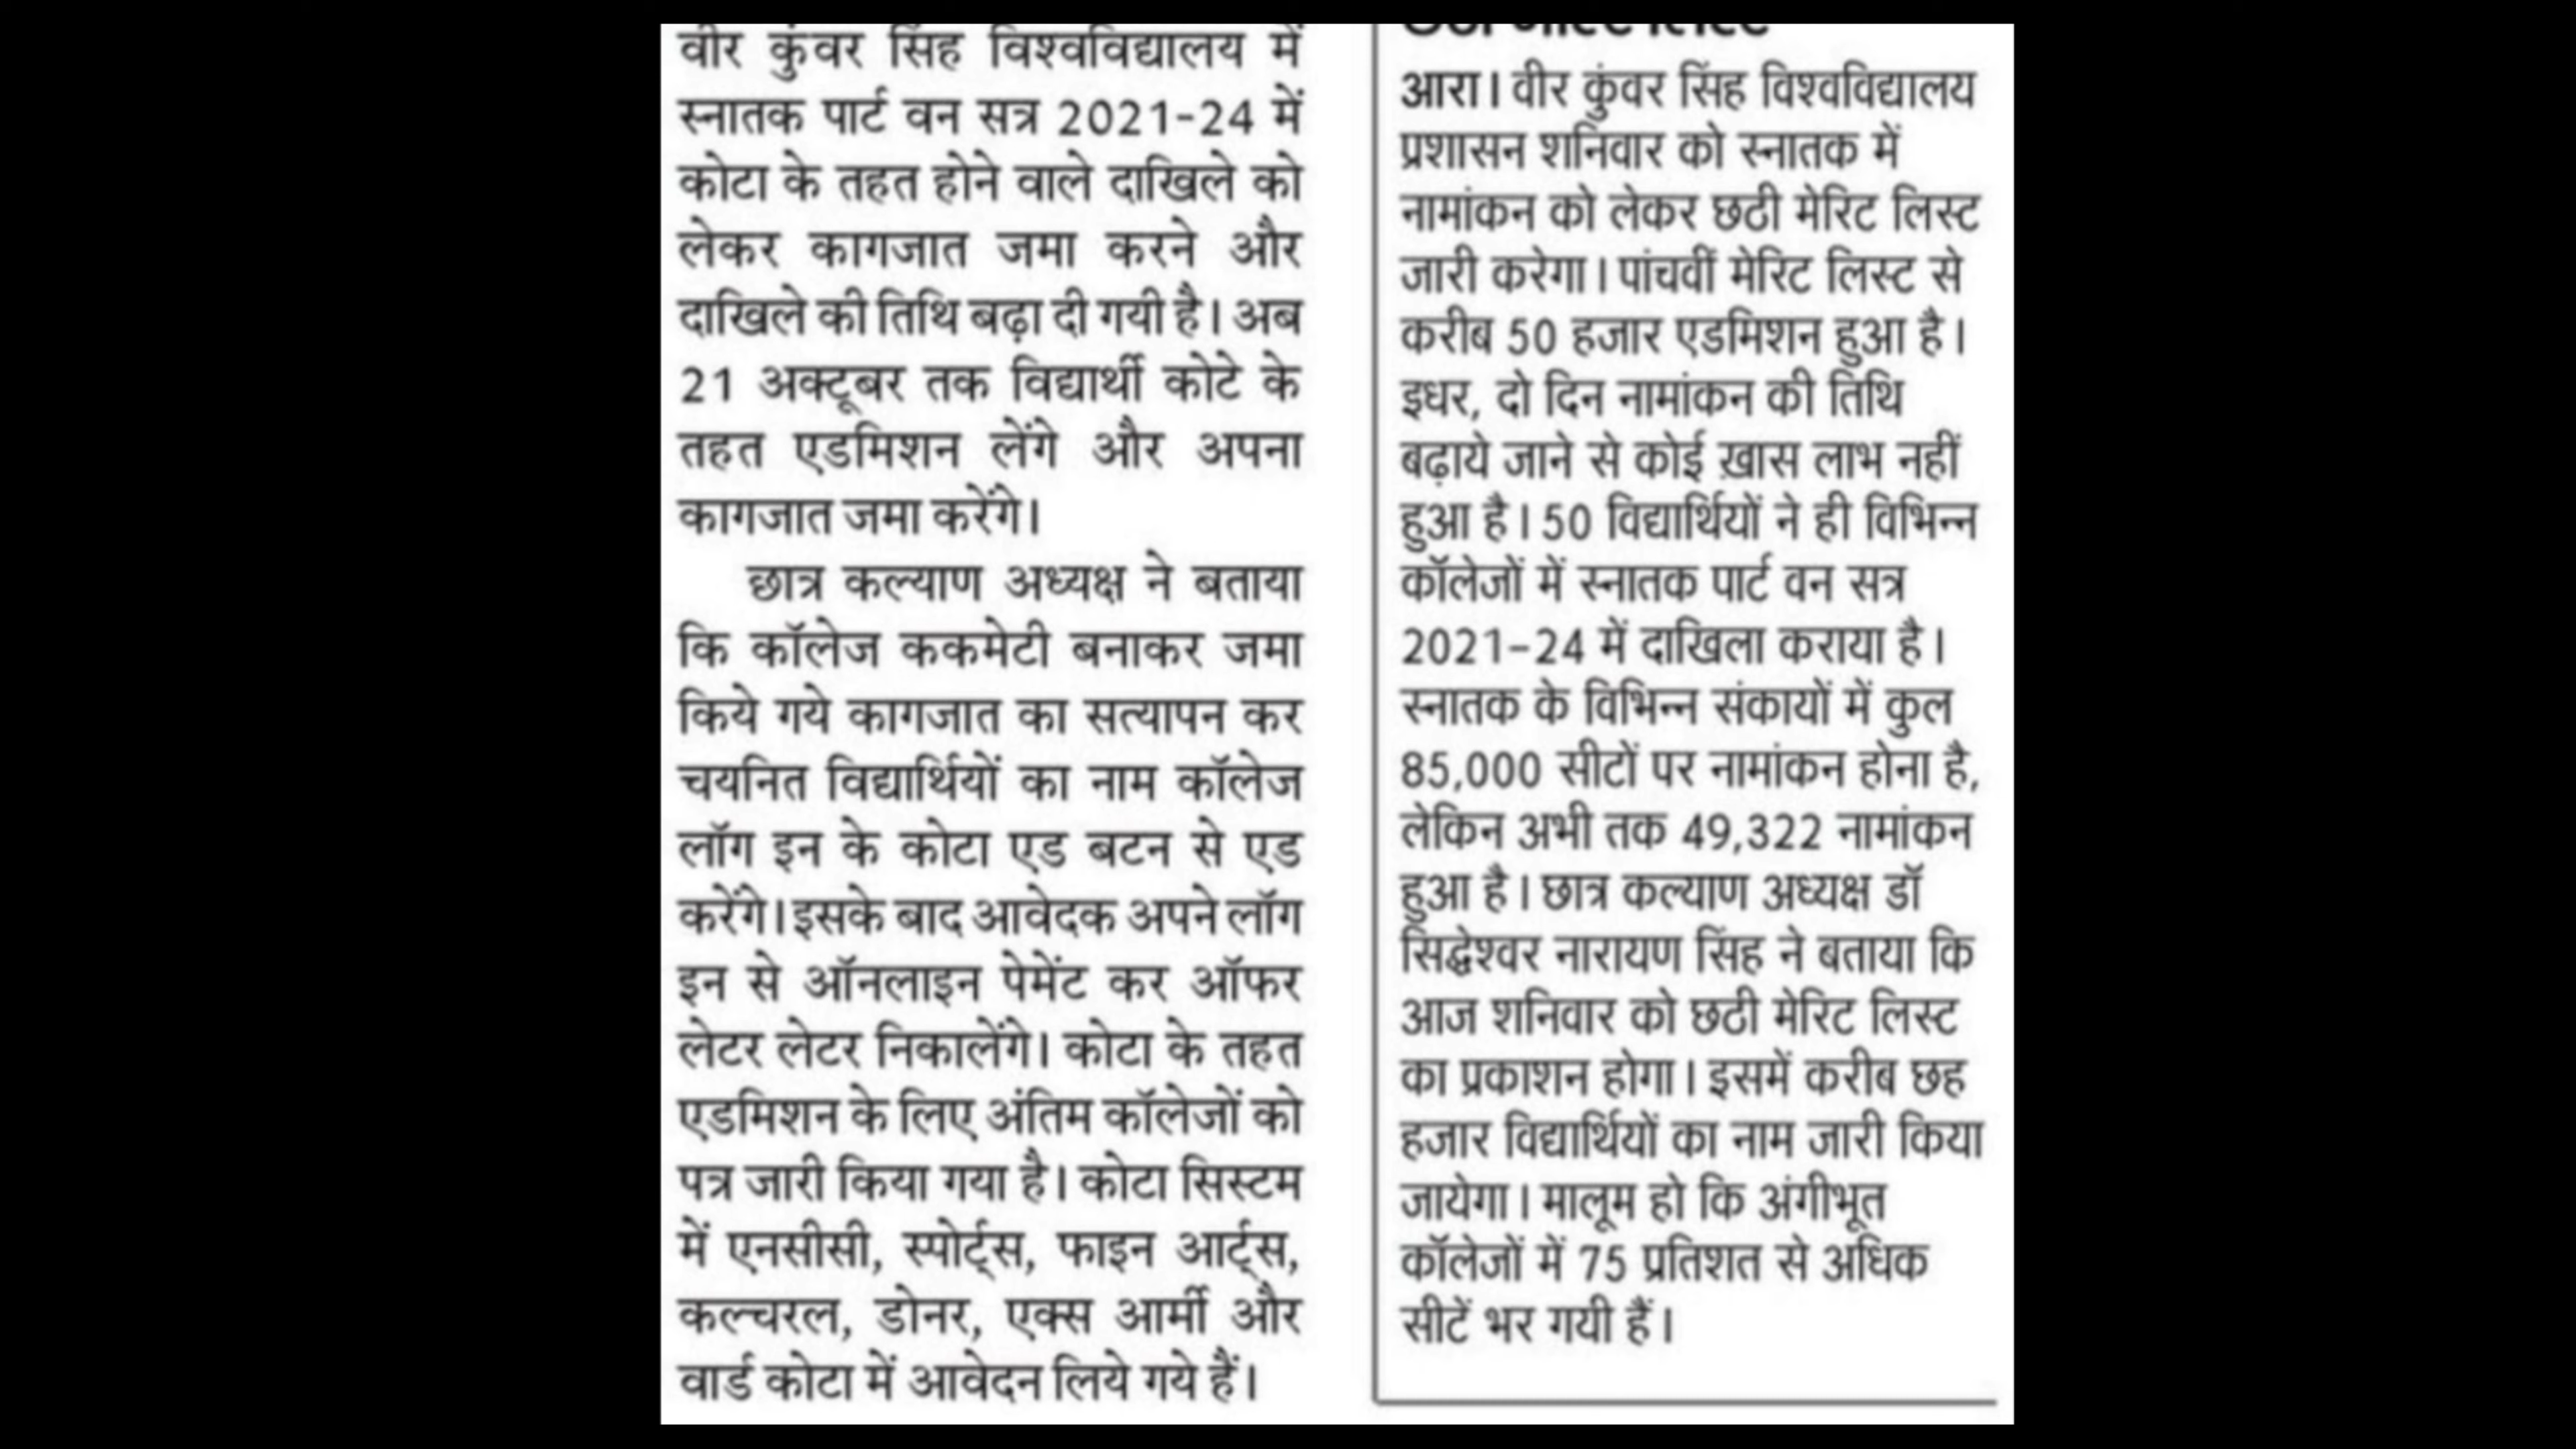 वीर कुंवर सिंह विश्वविद्यालय में
स्नातक पार्ट वन सत्र 2021-24 में
कोटा के तहत होने वाले दाखिले को
लेकर कागजात जमा करने और
दाखिले की तिथि बढ़ा दी गयी है। अब
21 अक्टूबर तक विद्यार्थी कोटे के
तहत एडमिशन लेंगे और अपना
कागजात जमा करेंगे।
छात्र कल्याण अध्यक्ष ने बताया
कि कॉलेज ककमेटी बनाकर जमा
किये गये कागजात का सत्यापन कर
चयनित विद्यार्थियों का नाम कॉलेज
लॉग इन के कोटा एड बटन से एड
करेंगे। इसके बाद आवेदक अपने लॉग
इन से ऑनलाइन पेमेंट कर ऑफर
लेटर लेटर निकालेंगे। कोटा के तहत
एडमिशन के लिए अंतिम कॉलेजों को
पत्र जारी किया गया है। कोटा सिस्टम
में एनसीसी, स्पोर्ट्स, फाइन आर्ट्स,
कल्चरल, डोनर, एक्स आर्मी और
वार्ड कोटा में आवेदन लिये गये हैं।
आरा। वीर कुंवर सिंह विश्वविद्यालय
प्रशासन शनिवार को स्नातक में
नामांकन को लेकर छठी मेरिट लिस्ट
जारी करेगा। पांचवीं मेरिट लिस्ट से
करीब 50 हजार एडमिशन हुआ है।
इधर, दो दिन नामांकन की तिथि
बढ़ाये जाने से कोई ख़ास लाभ नहीं
हुआ है। 50 विद्यार्थियों ने ही विभिन्न
कॉलेजों में स्नातक पार्ट वन सत्र
2021-24 में दाखिला कराया है।
स्नातक के विभिन्न संकायों में कुल
85,000 सीटों पर नामांकन होना है,
लेकिन अभी तक 49,322 नामांकन
हुआ है। छात्र कल्याण अध्यक्ष डॉ
सिद्धेश्वर नारायण सिंह ने बताया कि
आज शनिवार को छठी मेरिट लिस्ट
का प्रकाशन होगा। इसमें करीब छह
हजार विद्यार्थियों का नाम जारी किया
जायेगा। मालूम हो कि अंगीभूत
कॉलेजों में 75 प्रतिशत से अधिक
सीटें भर गयी हैं।